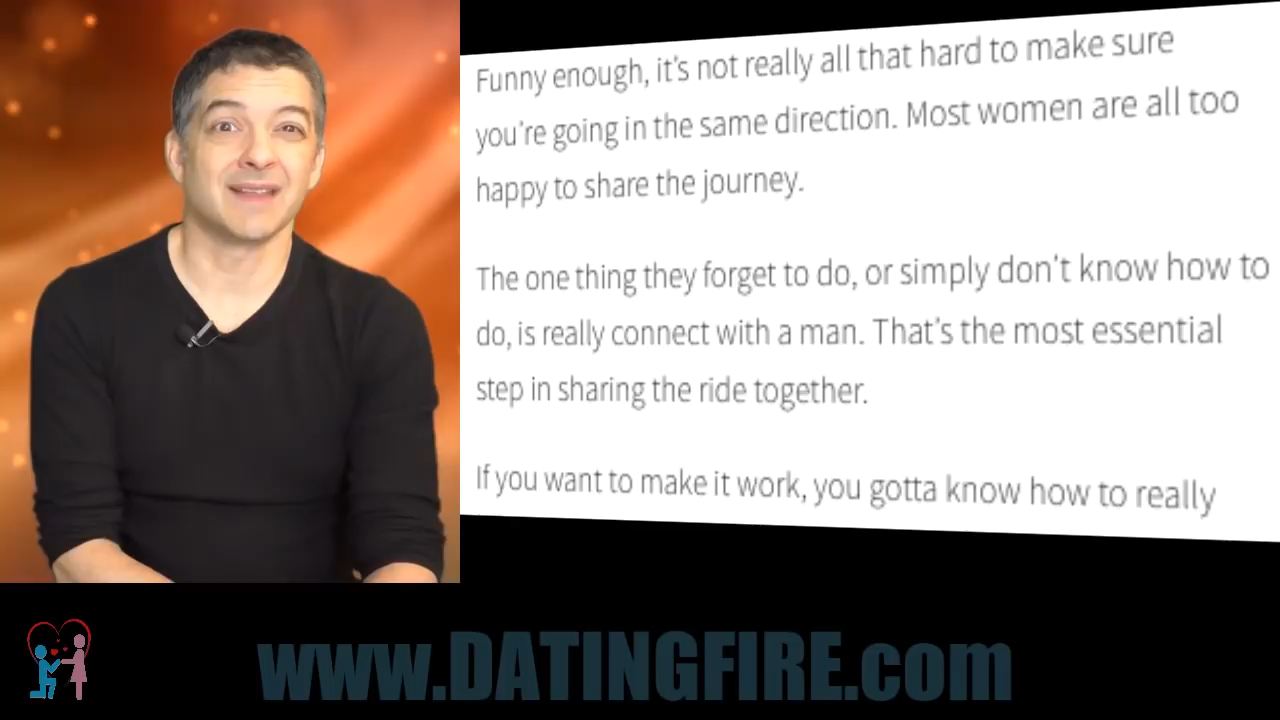 Funny enough, it's not really all that hard to make sure
you're going in the same direction. Most women are all too
happy to share the journey.
The one thing they forget to do, or simply don't know how to
do, is really connect with a man. That's the most essential
step in sharing the ride together.
If you want to make it work, you gotta know how to really
www.DATINGFIRE.com